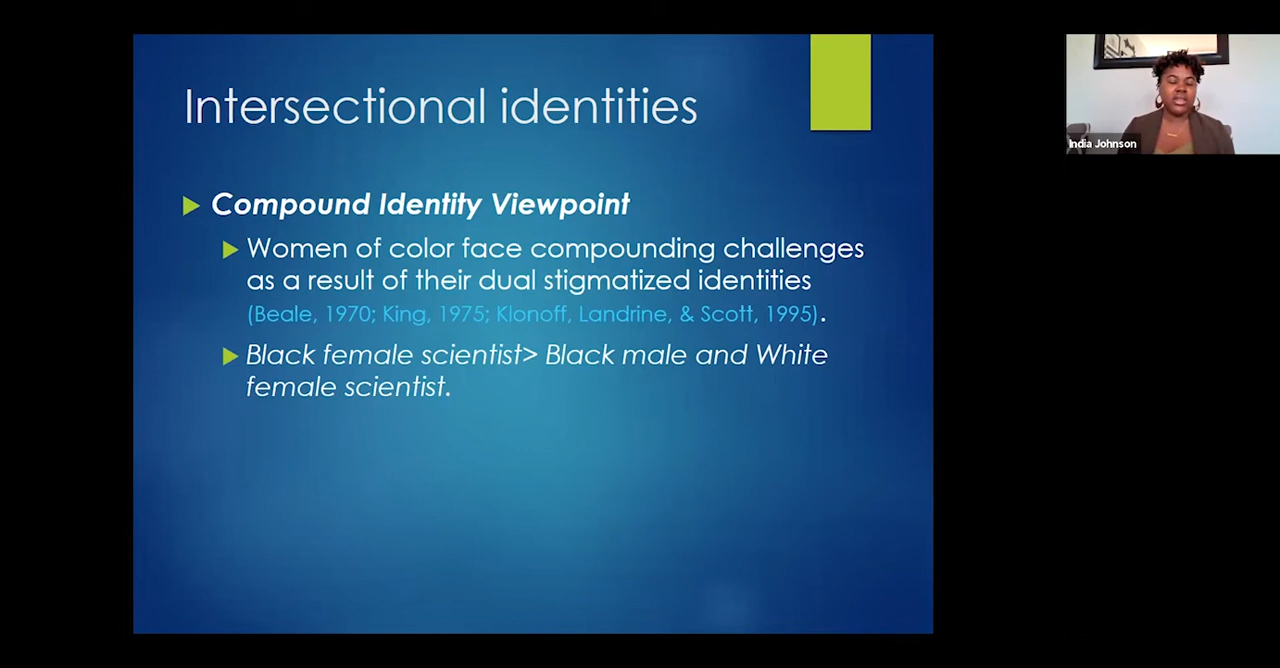 Intersectional identities
Compound Identity Viewpoint
Women of color face compounding challenges
as a result of their dual stigmatized identities
(Beale, 1970; King, 1975; Klonoff, Landrine, & Scott, 1995).
Black female scientist> Black male and White
female scientist.
India Johnson